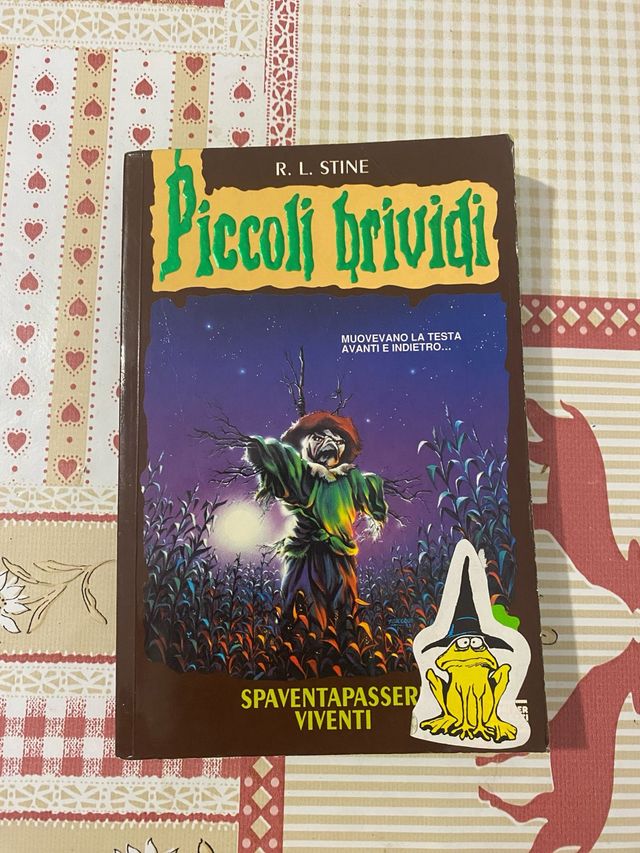 R. L. STINE
Piccoli brividi
MUOVEVANO LA TESTA
AVANTI E INDIETRO...
SPAVENTAPASSER
VIVENTI